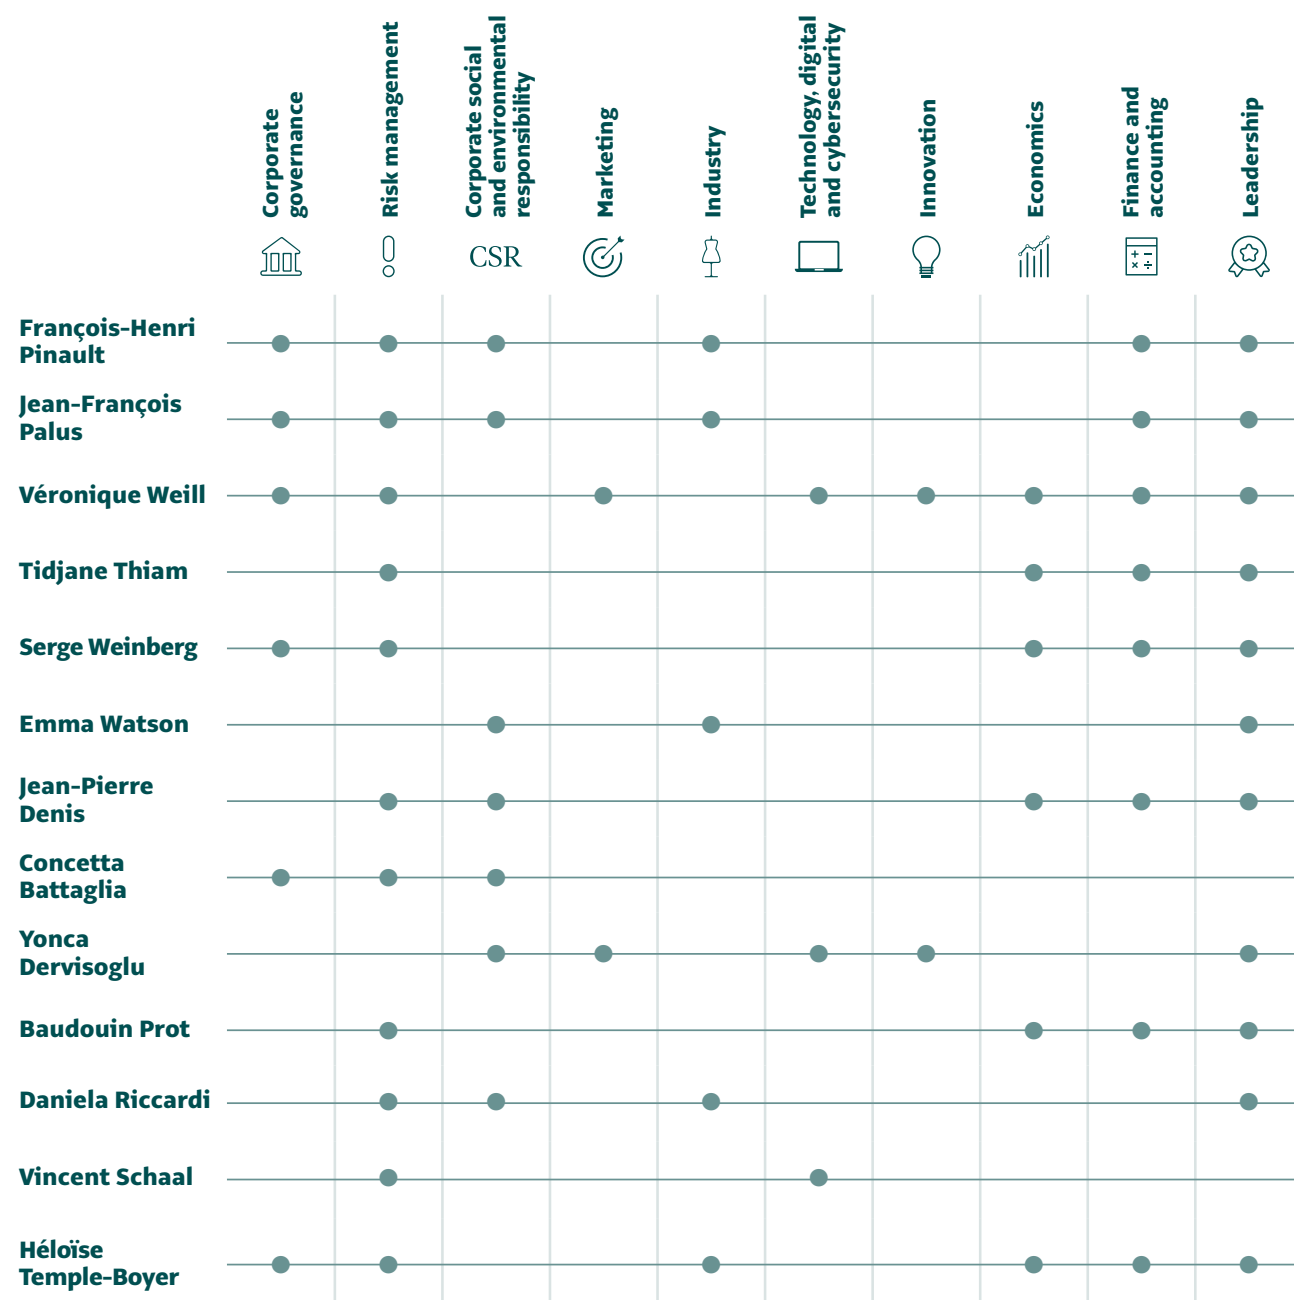 Corporate
governance
Risk management
Corporate social
and environmental
responsibility
Marketing
Industry
Technology, digital
and cybersecurity
Innovation
Economics
Finance and
accounting
Leadership
CSR
François-Henri
Pinault
Jean-François
Palus
Véronique Weill
Tidjane Thiam
Serge Weinberg
Emma Watson
Jean-Pierre
Denis
Concetta
Battaglia
Yonca
Dervisoglu
Baudouin Prot
Daniela Riccardi
Vincent Schaal
Héloïse
Temple-Boyer